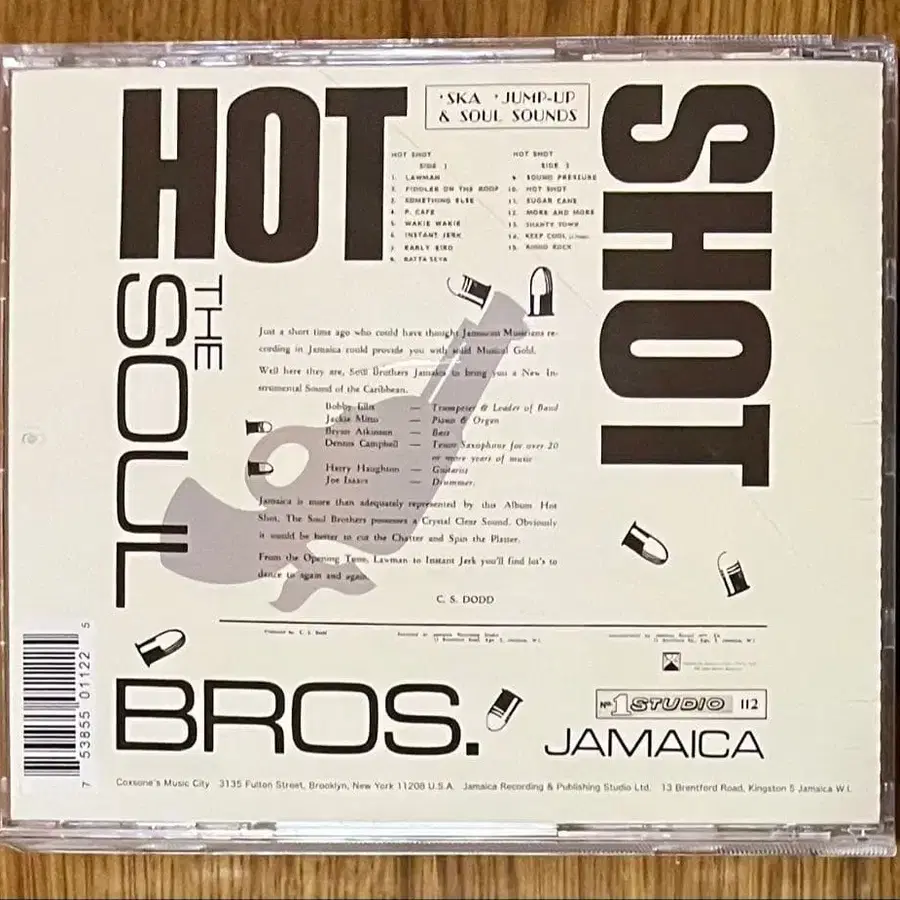 HOT
SHOT
• SKA • JUMP-UP
& SOUL SOUNDS
HOT SHOT
SIDE 1
1. LAWMAN
2. FIDDLER ON THE ROOF
3. SOMETHING ELSE
4. P. CAFE
5. WAKIE WAKIE
6. INSTANT JERK
7. EARLY BIRD
8. RATTA SEVA
HOT SHOT
SIDE
9. SOUND PRESSURE
10. HOT SHOT
11. SUGAR CANE
12. MORE AND MORE
13. SHANTY TOWN
14. KEEP COOL
15. RODIO ROCK
THE
SOUL
BROS.
Just a short time ago who could have thought Jamaican Musicians re-
cording in Jamaica could provide you with solid Musical Gold.
Well here they are, Soul Brothers Jamaica to bring you a New In-
strumental Sound of the Caribbean.
Bobby Ellis — Trumpeter & Leader of Band
Jackie Mitto — Piano & Organ
Bryan Atkinson — Bass
Dennis Campbell — Tenor Saxophone for over 20
or more years of music
Harry Haughton — Guitarist
Joe Isaacs — Drummer.
Jamaica is more than adequately represented by this Album Hot
Shot. The Soul Brothers possesses a Crystal Clear Sound. Obviously
it would be better to cut the Chatter and Spin the Platter.
From the Opening Tune, Lawman to Instant Jerk you'll find lot's to
dance to again and again.
C. S. DODD
Produced by C. S. Dodd
No. 1 STUDIO 112
JAMAICA
7 53855 01122 5
Coxsone's Music City 3135 Fulton Street, Brooklyn, New York 11208 U.S.A. Jamaica Recording & Publishing Studio Ltd. 13 Brentford Road, Kingston 5 Jamaica W.I.